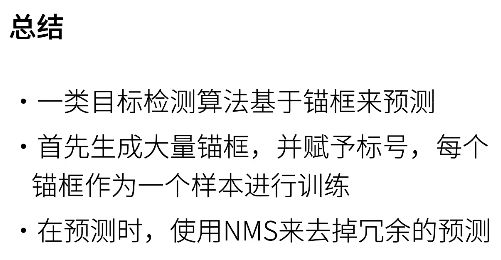 总结
·一类目标检测算法基于锚框来预测
·首先生成大量锚框，并赋予标号，每个
锚框作为一个样本进行训练
·在预测时，使用NMS来去掉冗余的预测